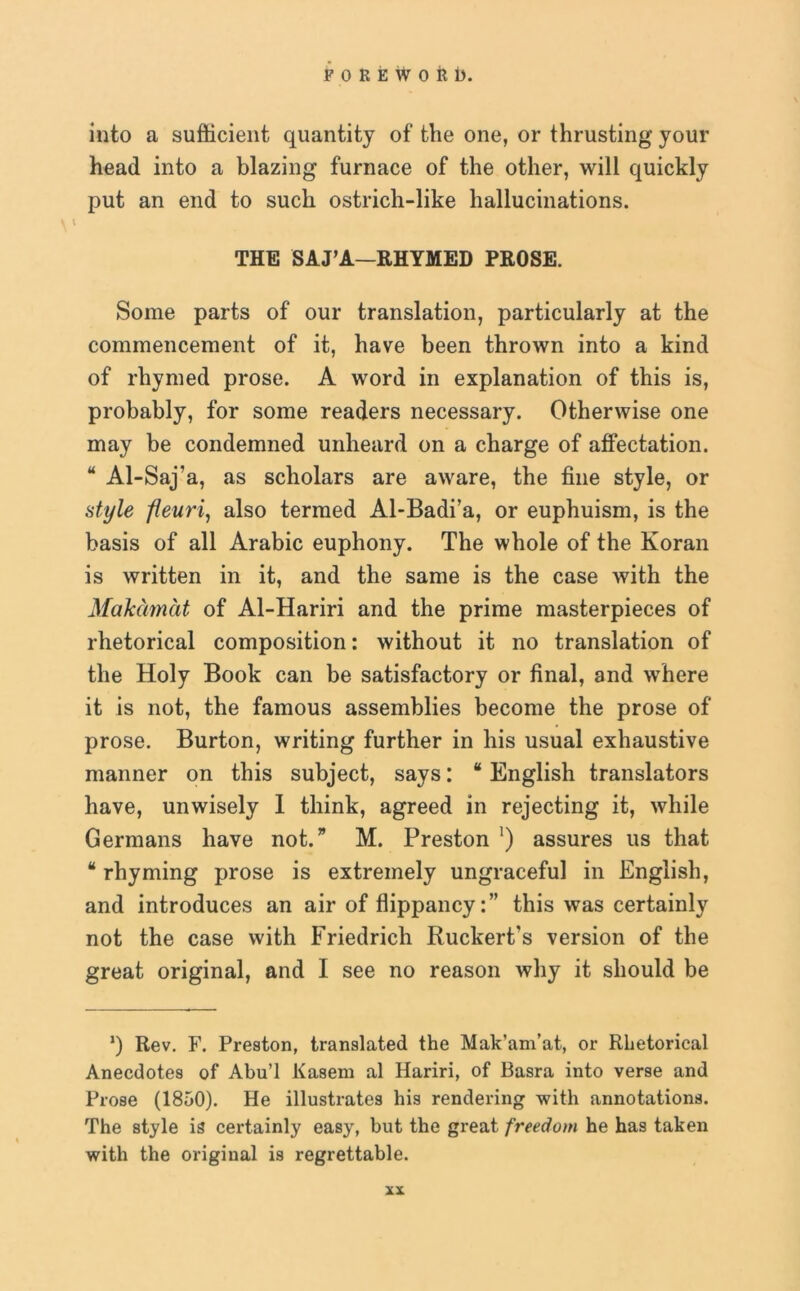 FOREWORD.
into a sufficient quantity of the one, or thrusting your
head into a blazing furnace of the other, will quickly
put an end to such ostrich-like hallucinations.
THE SAJ’A—RHYMED PROSE.
Some parts of our translation, particularly at the
commencement of it, have been thrown into a kind
of rhymed prose. A word in explanation of this is,
probably, for some readers necessary. Otherwise one
may be condemned unheard on a charge of affectation.
“ Al-Saj’a, as scholars are aware, the fine style, or
style fleuri, also termed Al-Badi’a, or euphuism, is the
basis of all Arabic euphony. The whole of the Koran
is written in it, and the same is the case with the
Makàmàt of Al-Hariri and the prime masterpieces of
rhetorical composition: without it no translation of
the Holy Book can be satisfactory or final, and where
it is not, the famous assemblies become the prose of
prose. Burton, writing further in his usual exhaustive
manner on this subject, says: “ English translators
have, unwisely I think, agreed in rejecting it, while
Germans have not.” M. Preston ¹) assures us that
“ rhyming prose is extremely ungraceful in English,
and introduces an air of flippancy:” this was certainly
not the case with Friedrich Ruckert’s version of the
great original, and I see no reason why it should be
¹) Rev. F. Preston, translated the Mak’am’at, or Rhetorical
Anecdotes of Abu’l Kasem al Hariri, of Basra into verse and
Prose (1850). He illustrates his rendering with annotations.
The style is certainly easy, but the great freedom he has taken
with the original is regrettable.
xx